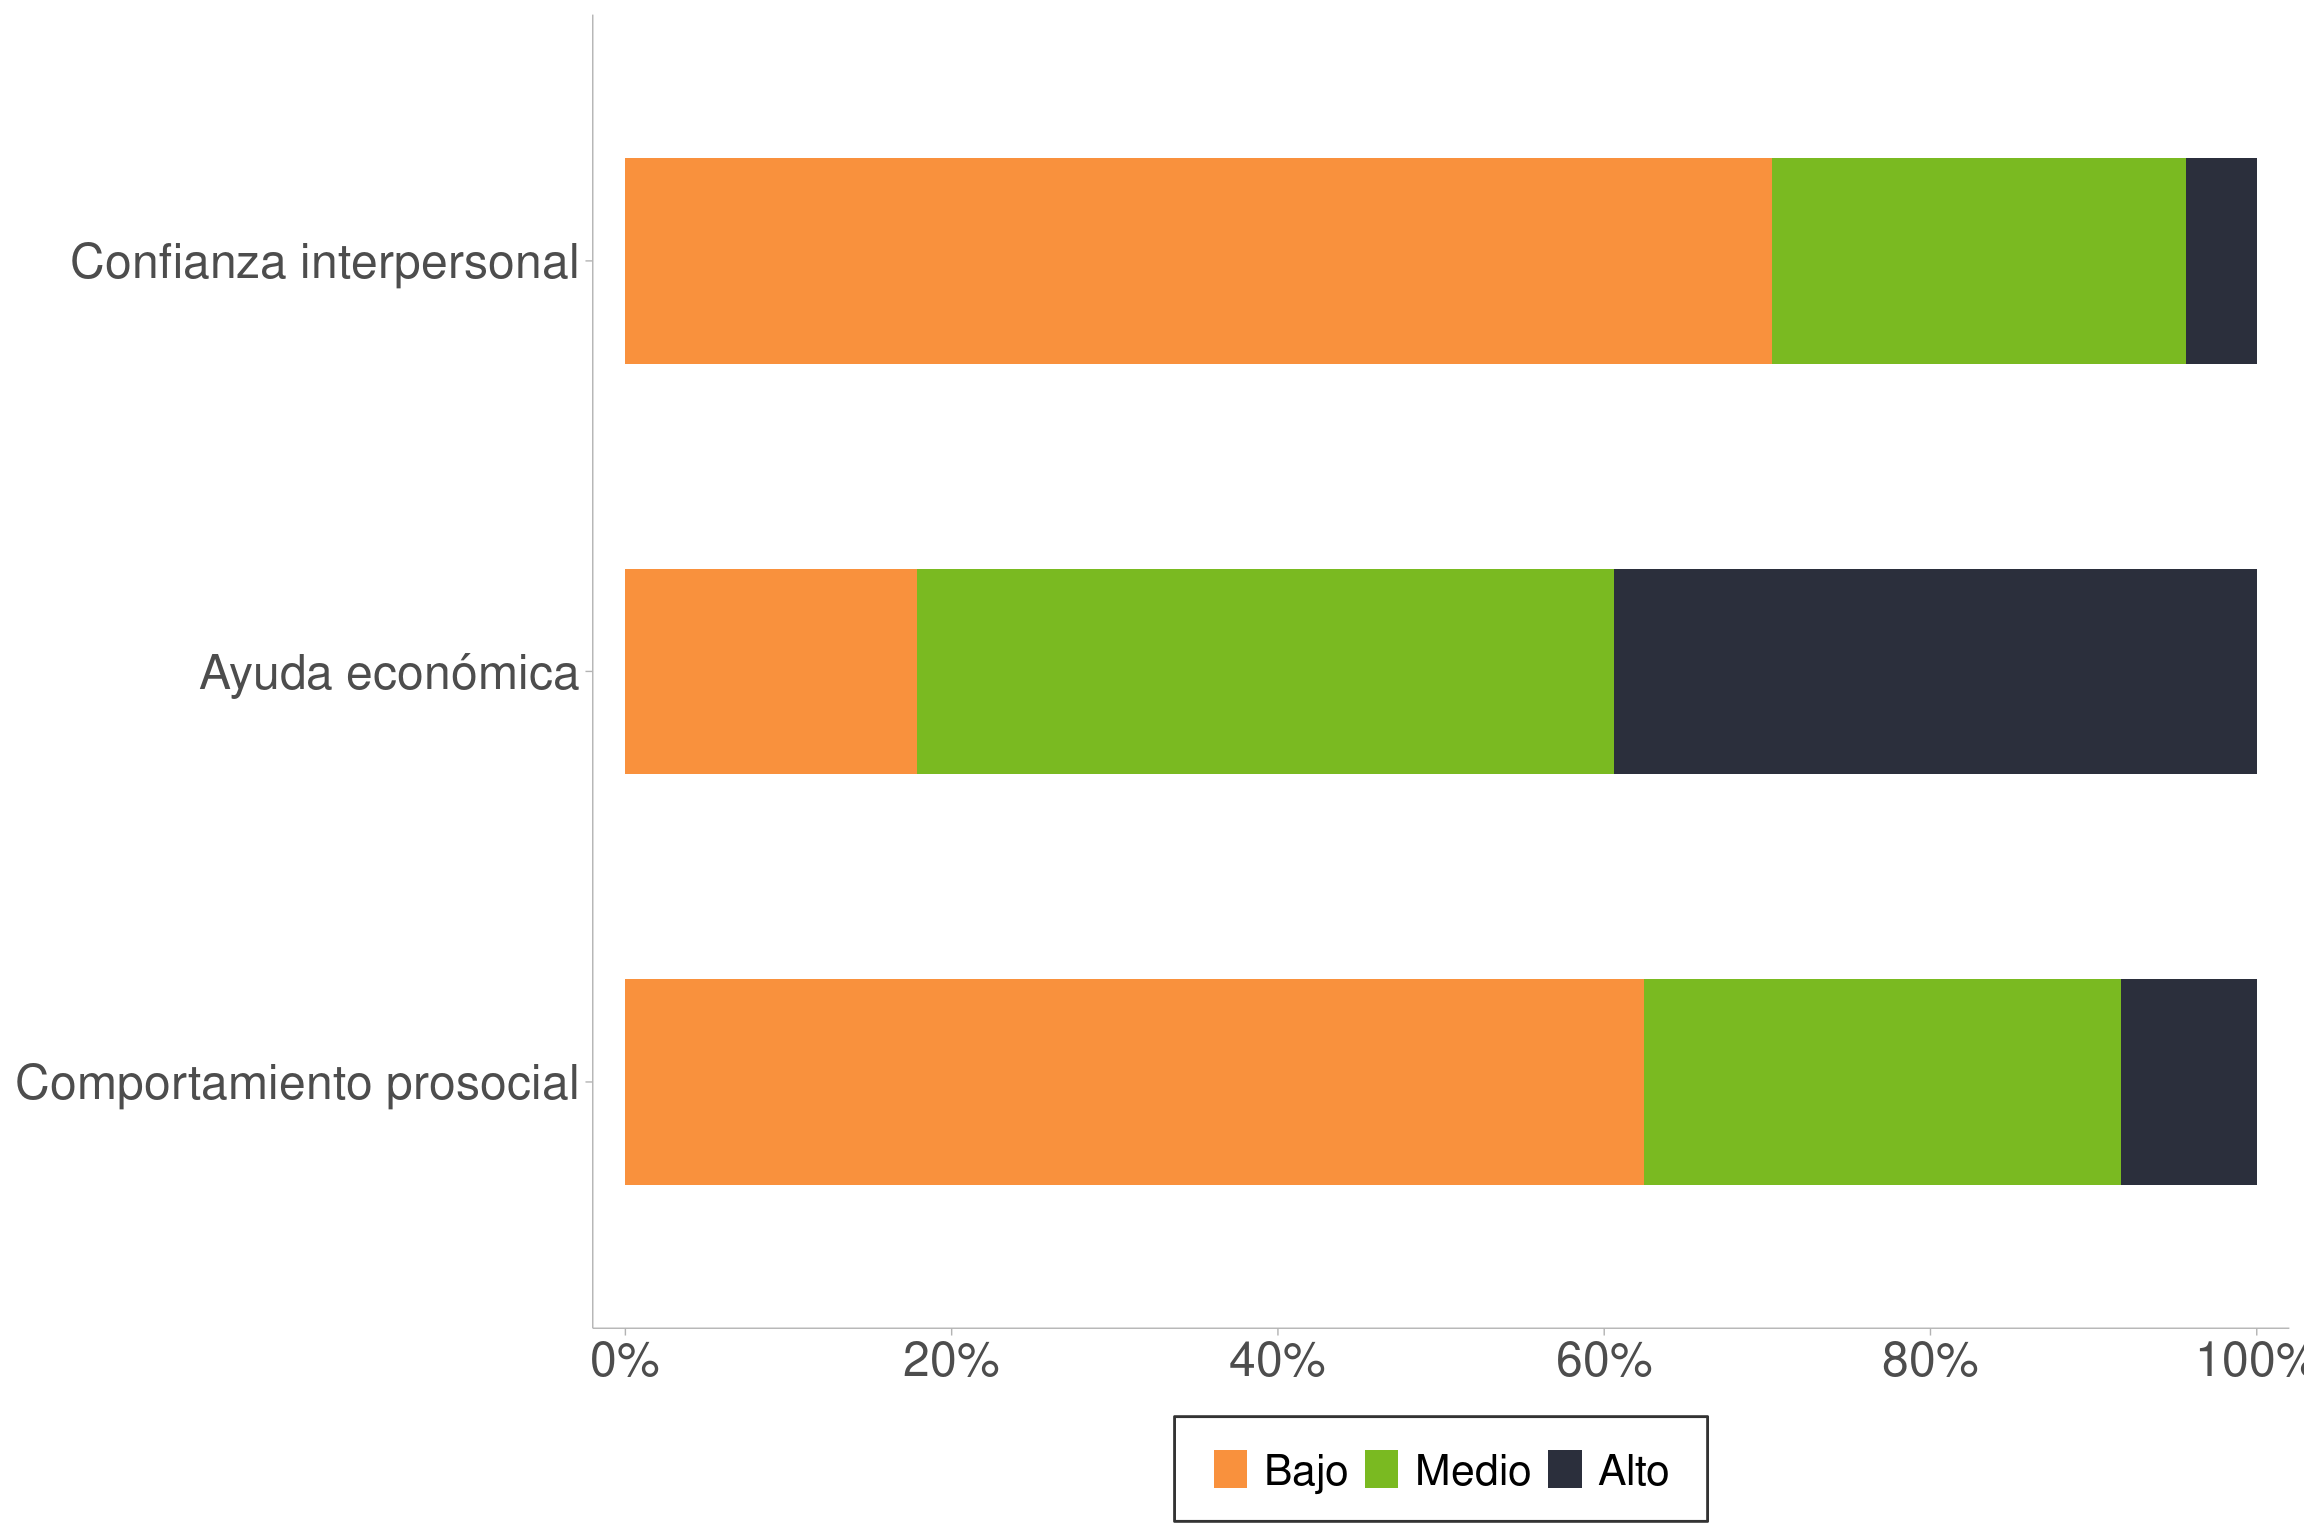 Confianza interpersonal
Ayuda económica
Comportamiento prosocial
0% 20% 40% 60% 80% 100%
Bajo Medio Alto